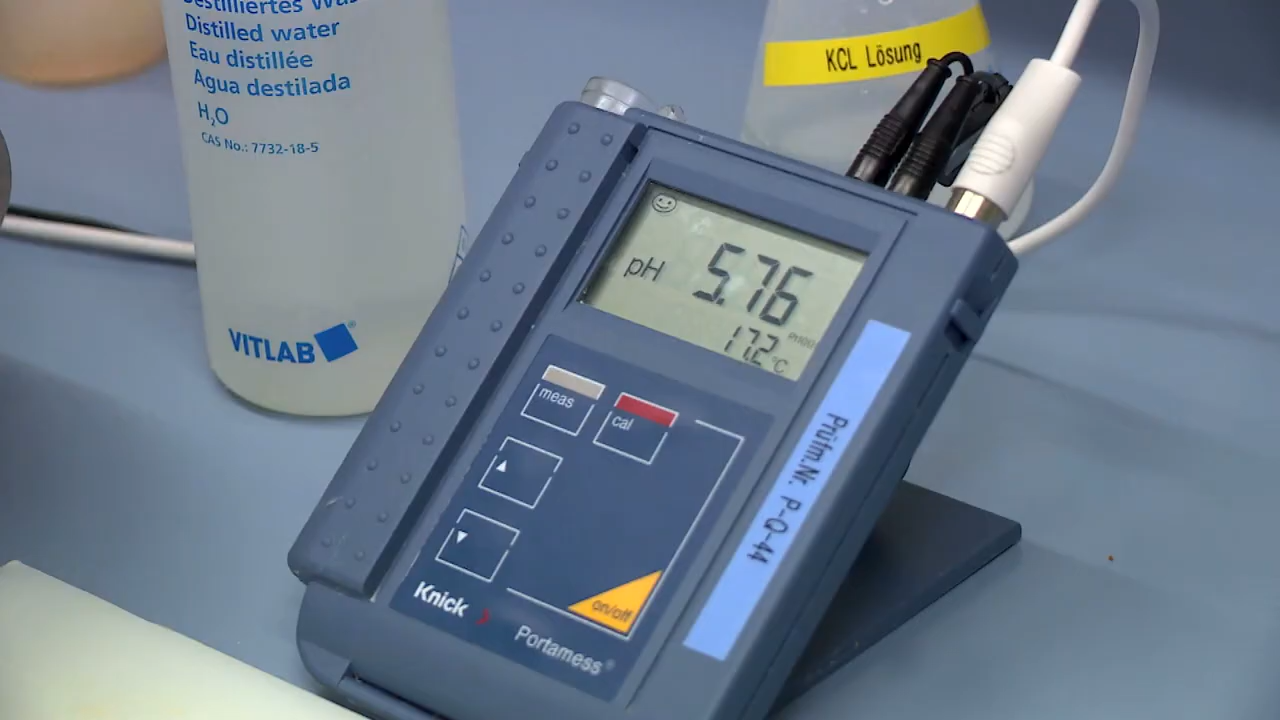 Destilliertes Was
Distilled water
Eau distillée
Agua destilada
H₂O
CAS No.: 7732-18-5
VITLAB
KCL Lösung
pH 5.76
17.2 °C
meas
cal
on/off
Knick
Portamess®
Prüfm.Nr. P-Q-44